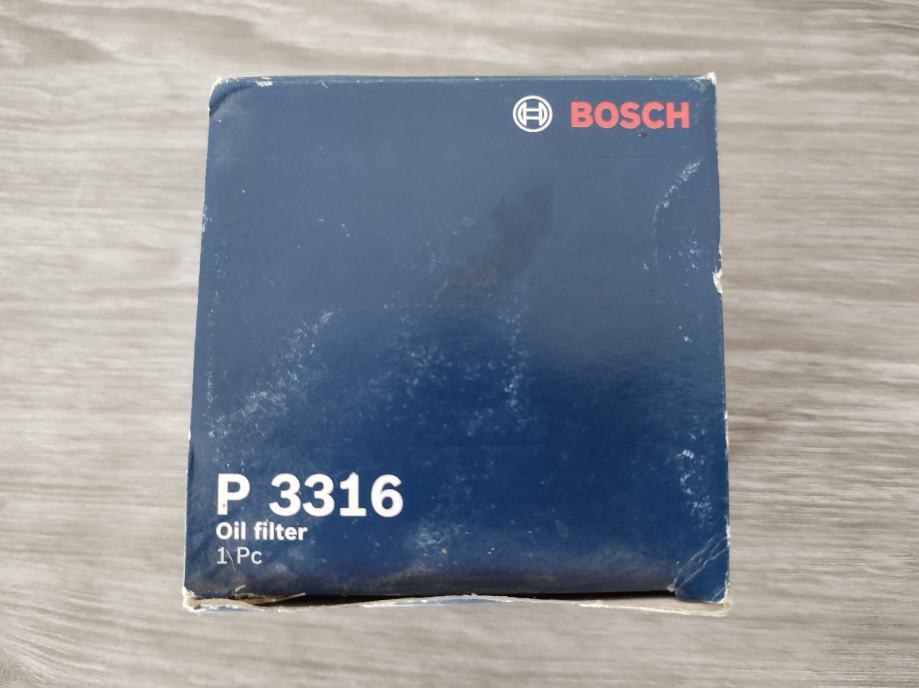 BOSCH
P 3316
Oil filter
1 Pc